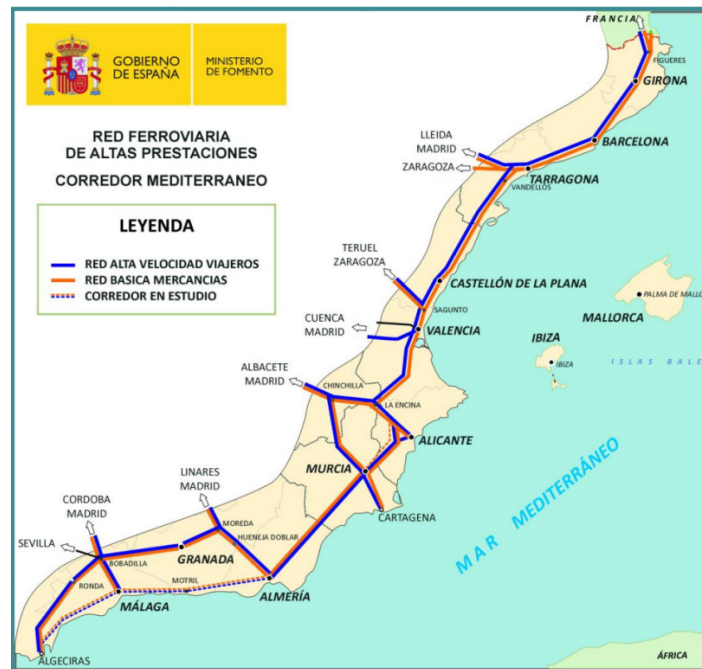 GOBIERNO
DE ESPAÑA
MINISTERIO
DE FOMENTO
RED FERROVIARIA
DE ALTAS PRESTACIONES
CORREDOR MEDITERRANEO
LEYENDA
RED ALTA VELOCIDAD VIAJEROS
RED BASICA MERCANCIAS
CORREDOR EN ESTUDIO
FRANCIA
FIGUERES
GIRONA
BARCELONA
LLEIDA
MADRID
ZARAGOZA
TARRAGONA
VANDELLOS
TERUEL
ZARAGOZA
CASTELLÓN DE LA PLANA
SAGUNTO
CUENCA
MADRID
VALENCIA
PALMA DE MALLO
MALLORCA
IBIZA
IBIZA
ISLAS BALE
ALBACETE
MADRID
CHINCHILLA
LA ENCINA
ALICANTE
MURCIA
CARTAGENA
MAR MEDITERRÁNEO
LINARES
MADRID
MOREDA
HUENEJA DOBLAR
CORDOBA
MADRID
SEVILLA
GRANADA
BOBADILLA
RONDA
MOTRIL
MÁLAGA
ALMERÍA
ALGECIRAS
ÁFRICA